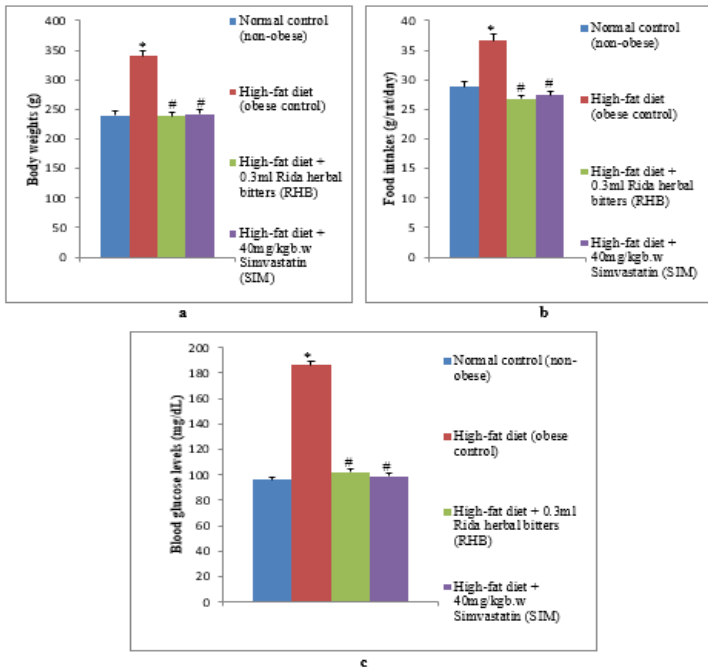 Body weights (g)
400
350
300
250
200
150
100
50
0
*
#
#
Normal control
(non-obese)
High-fat diet
(obese control)
High-fat diet +
0.3ml Rida herbal
bitters (RHB)
High-fat diet +
40mg/kgb.w
Simvastatin
(SIM)
a
Food intakes (g/rat/day)
40
35
30
25
20
15
10
5
0
*
#
#
Normal control
(non-obese)
High-fat diet
(obese control)
High-fat diet +
0.3ml Rida herbal
bitters (RHB)
High-fat diet +
40mg/kgb.w
Simvastatin (SIM)
b
Blood glucose levels (mg/dL)
200
180
160
140
120
100
80
60
40
20
0
*
#
#
Normal control (non-
obese)
High-fat diet (obese
control)
High-fat diet + 0.3ml
Rida herbal bitters
(RHB)
High-fat diet +
40mg/kgb.w
Simvastatin (SIM)
c